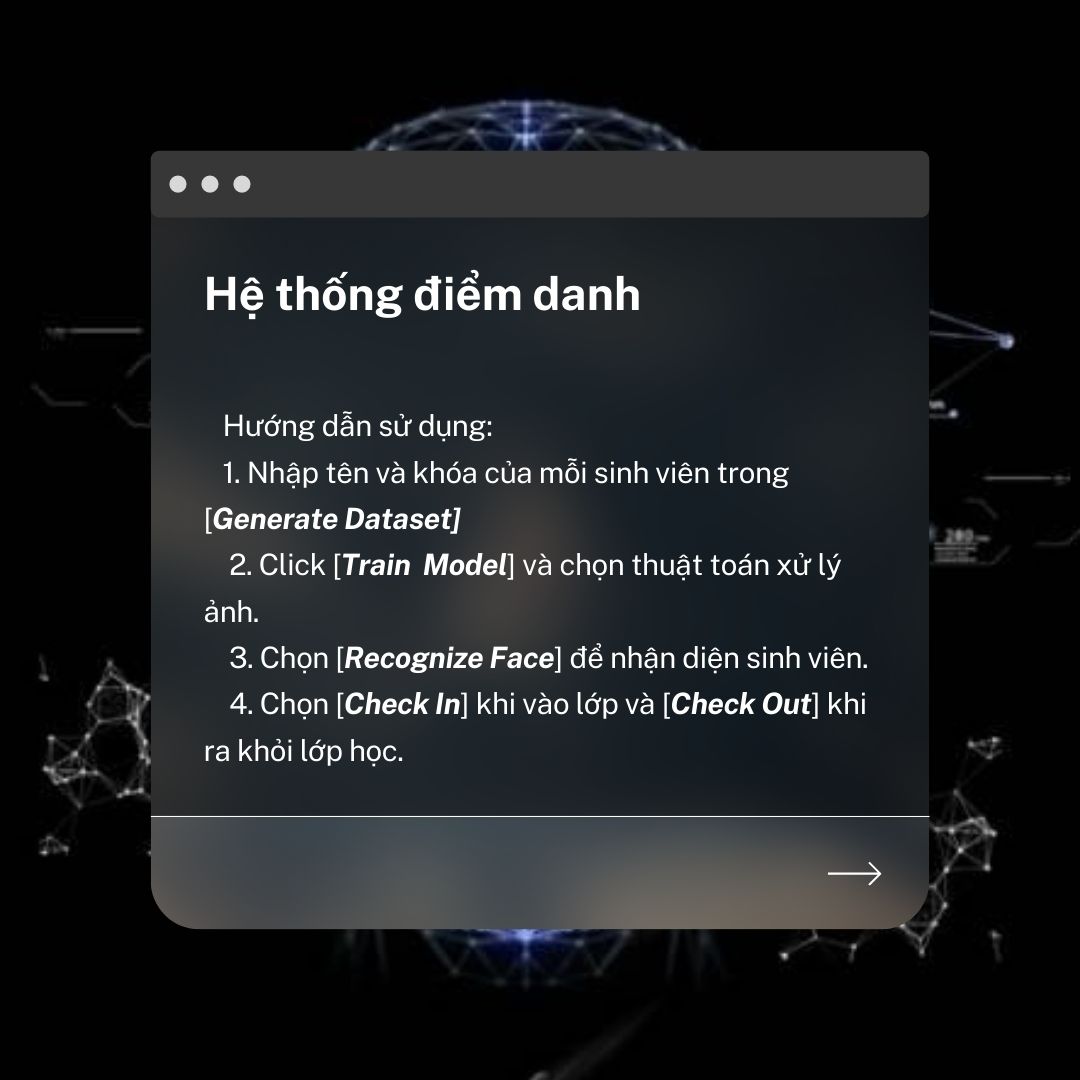 Hệ thống điểm danh
Hướng dẫn sử dụng:
1. Nhập tên và khóa của mỗi sinh viên trong
[Generate Dataset]
2. Click [Train Model] và chọn thuật toán xử lý
ảnh.
3. Chọn [Recognize Face] để nhận diện sinh viên.
4. Chọn [Check In] khi vào lớp và [Check Out] khi
ra khỏi lớp học.
280